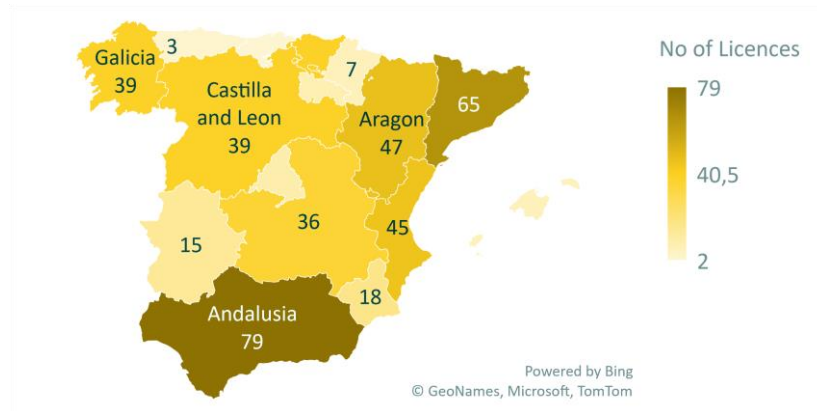 3
Galicia
39
7
Castilla
and Leon
39
Aragon
47
65
36
45
15
18
Andalusia
79
No of Licences
79
40,5
2
Powered by Bing
© GeoNames, Microsoft, TomTom